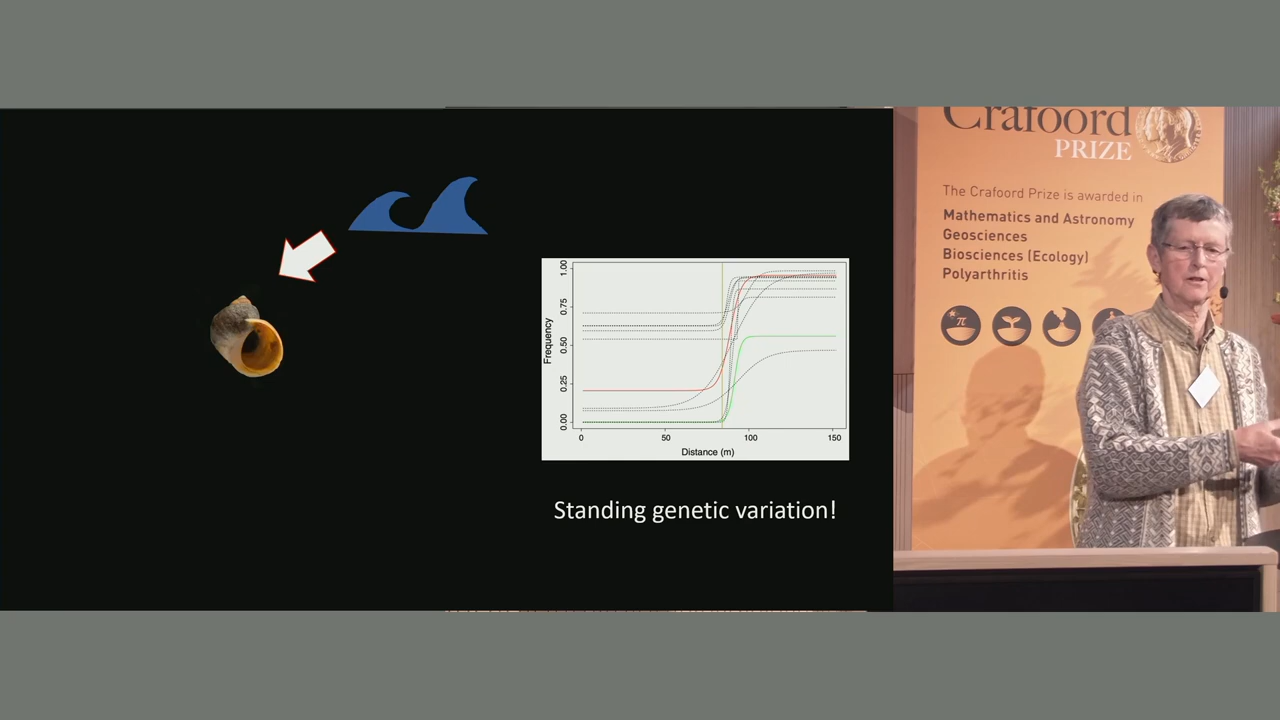 1.00
0.75
0.50
0.25
0.00
Frequency
0 50 100 150
Distance (m)
Standing genetic variation!
Crafoord
PRIZE
The Crafoord Prize is awarded in
Mathematics and Astronomy
Geosciences
Biosciences (Ecology)
Polyarthritis
π